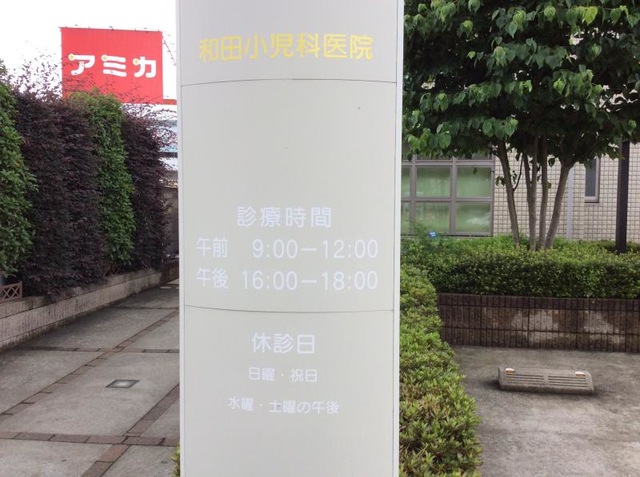 アミカ
和田小児科医院
診療時間
午前 9:00－12:00
午後 16:00－18:00
休診日
日曜・祝日
水曜・土曜の午後